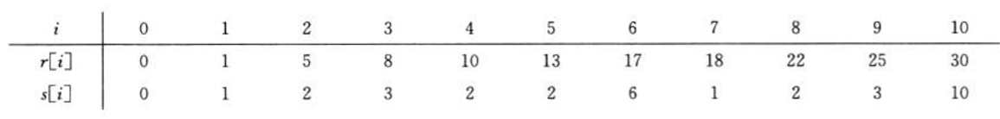 i 0 1 2 3 4 5 6 7 8 9 10
r[i] 0 1 5 8 10 13 17 18 22 25 30
s[i] 0 1 2 3 2 2 6 1 2 3 10